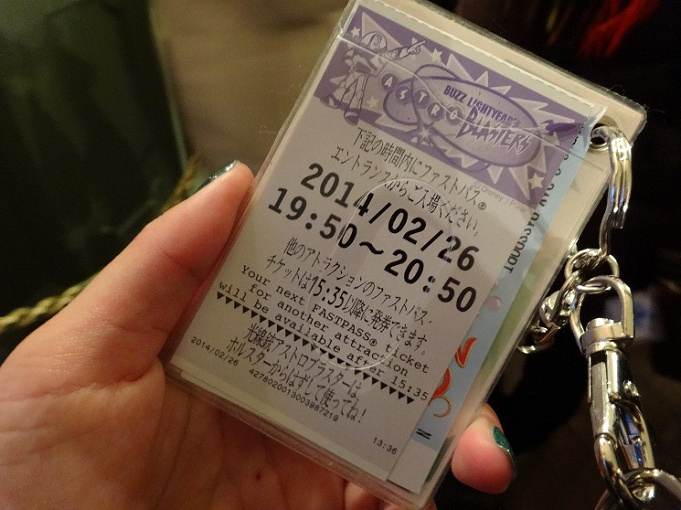 BUZZ LIGHTYEAR'S
ASTRO
BLASTERS
下記の時間内にファストパス®
エントランスからご入場ください。
2014/02/26
19:50～20:50
他のアトラクションのファストパス・
チケットは15:35以降に発券できます。
Your next FASTPASS® ticket
for another attraction
will be available after 15:35
▼▼▼▼▼▼▼▼▼▼▼▼▼▼▼▼▼▼▼▼▼▼▼▼
光線銃アストロブラスターは、
ホルスターからはずして使ってね!
2014/02/26
4278020013003987219
13:36